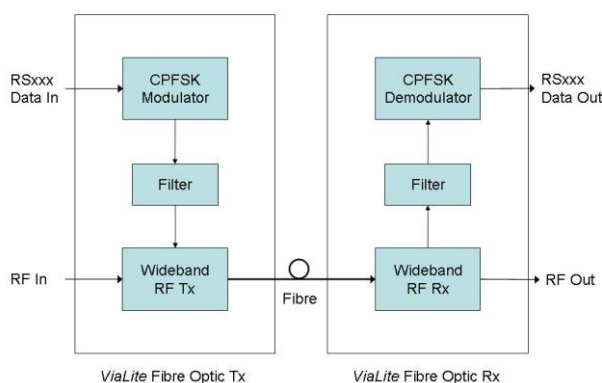 RSxxx
Data In
CPFSK
Modulator
Filter
RF In
Wideband
RF Tx
Fibre
CPFSK
Demodulator
RSxxx
Data Out
Filter
Wideband
RF Rx
RF Out
ViaLite Fibre Optic Tx
ViaLite Fibre Optic Rx